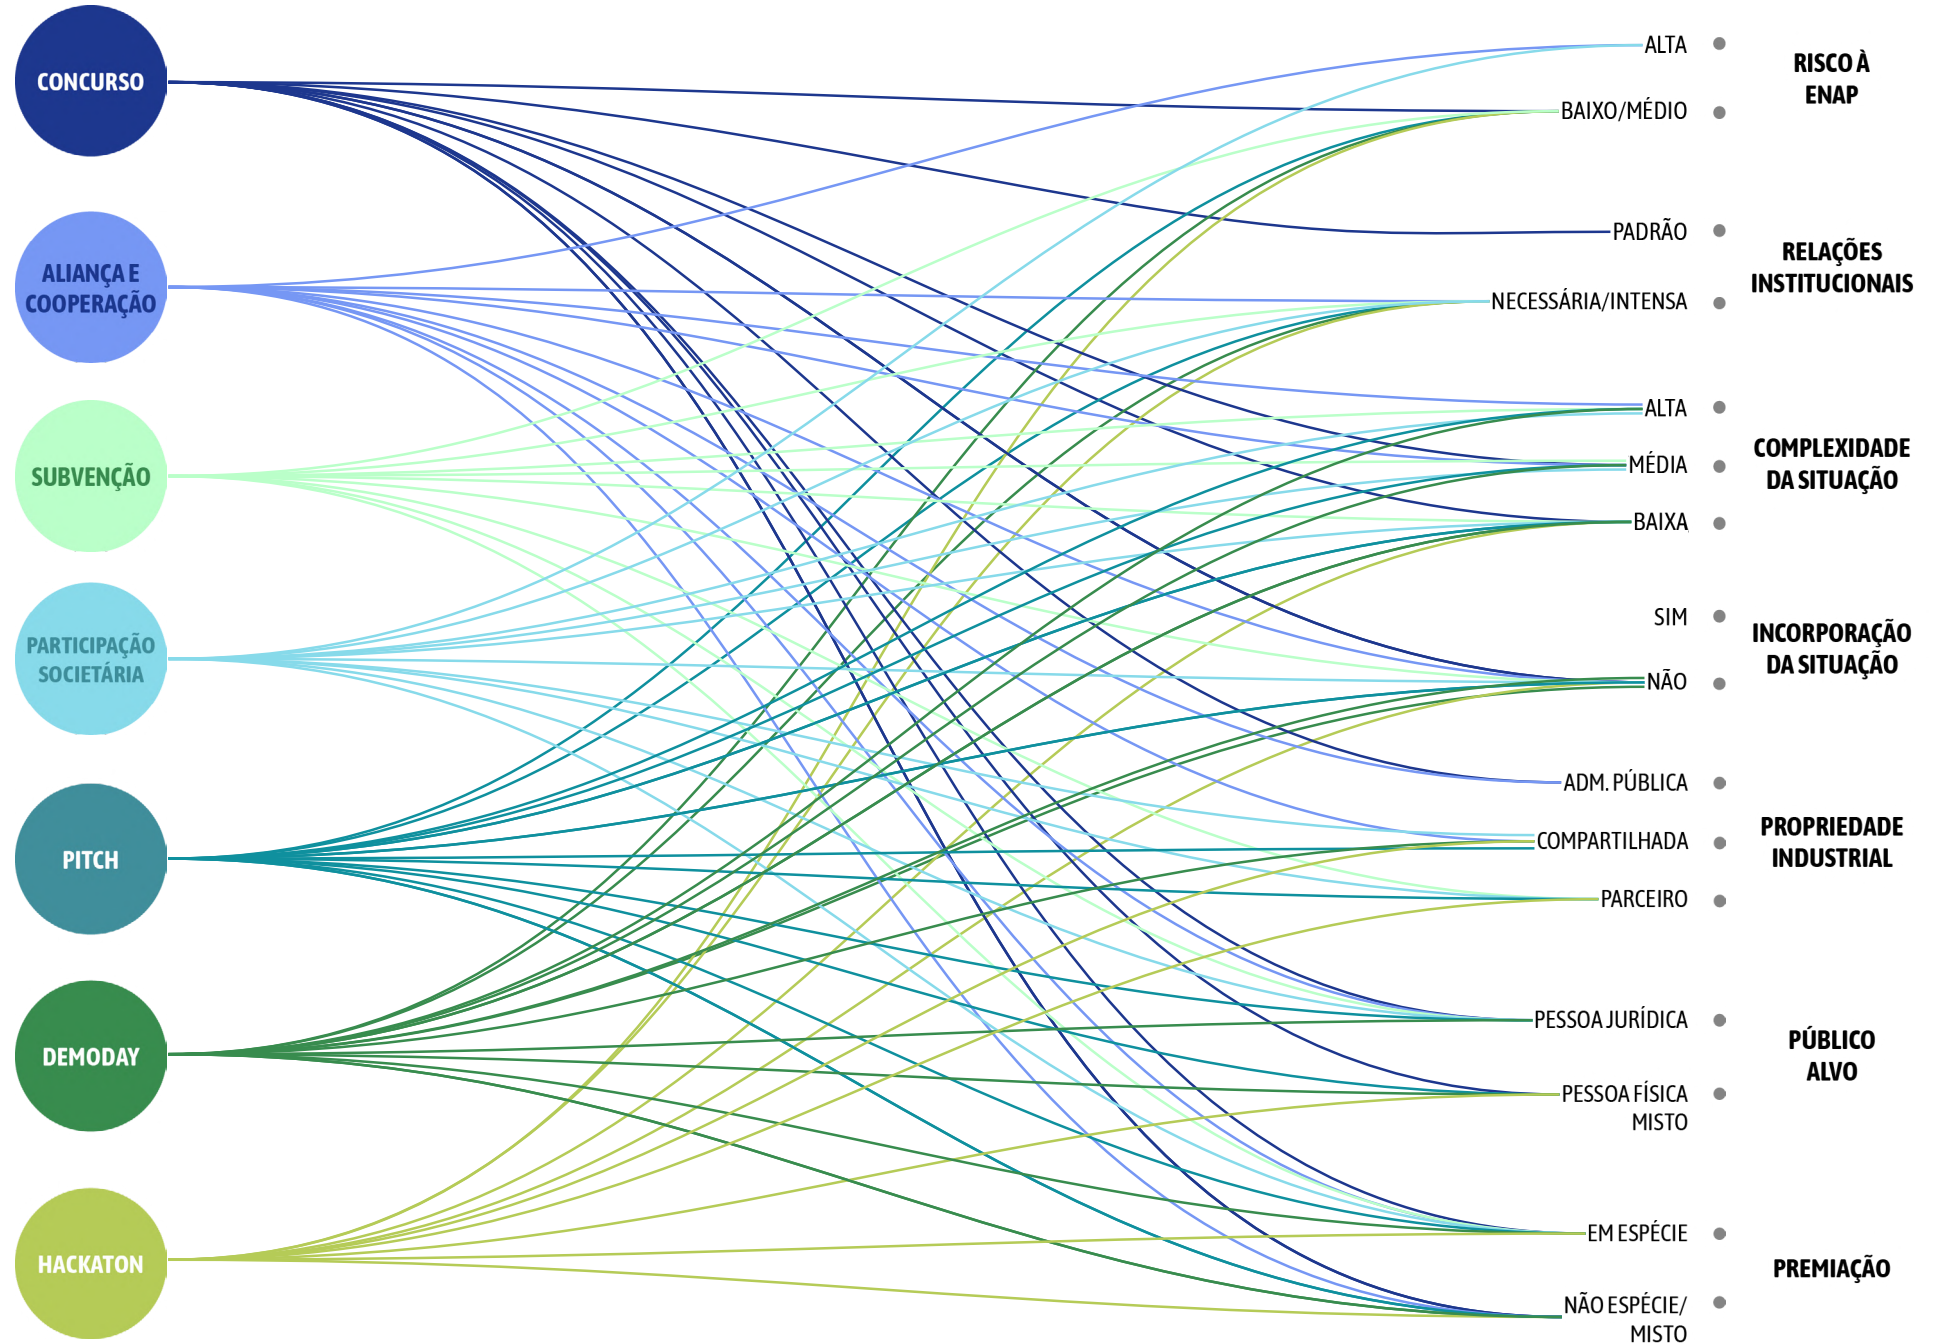 CONCURSO
ALIANÇA E
COOPERAÇÃO
SUBVENÇÃO
PARTICIPAÇÃO
SOCIETÁRIA
PITCH
DEMODAY
HACKATON
ALTA
BAIXO/MÉDIO
RISCO À
ENAP
PADRÃO
NECESSÁRIA/INTENSA
RELAÇÕES
INSTITUCIONAIS
ALTA
MÉDIA
BAIXA
COMPLEXIDADE
DA SITUAÇÃO
SIM
NÃO
INCORPORAÇÃO
DA SITUAÇÃO
ADM. PÚBLICA
COMPARTILHADA
PARCEIRO
PROPRIEDADE
INDUSTRIAL
PESSOA JURÍDICA
PESSOA FÍSICA
MISTO
PÚBLICO
ALVO
EM ESPÉCIE
NÃO ESPÉCIE/
MISTO
PREMIAÇÃO